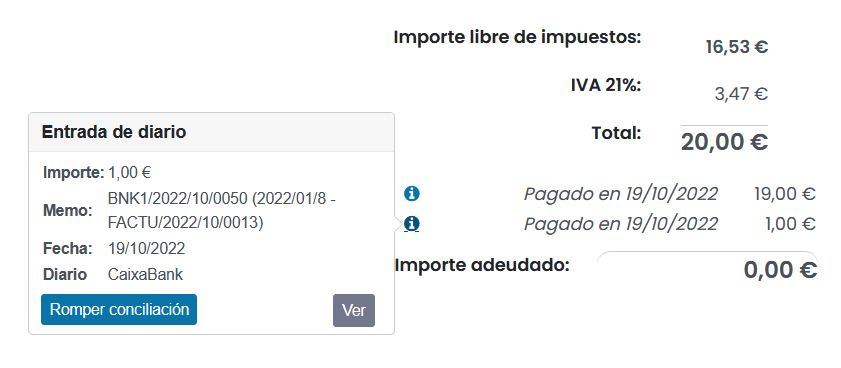 Importe libre de impuestos: 16,53 €
IVA 21%: 3,47 €
Total: 20,00 €
Entrada de diario
Importe: 1,00 €
Memo: BNK1/2022/10/0050 (2022/01/8 -
FACTU/2022/10/0013)
Fecha: 19/10/2022
Diario CaixaBank
Romper conciliación Ver
Pagado en 19/10/2022 19,00 €
Pagado en 19/10/2022 1,00 €
Importe adeudado: 0,00 €